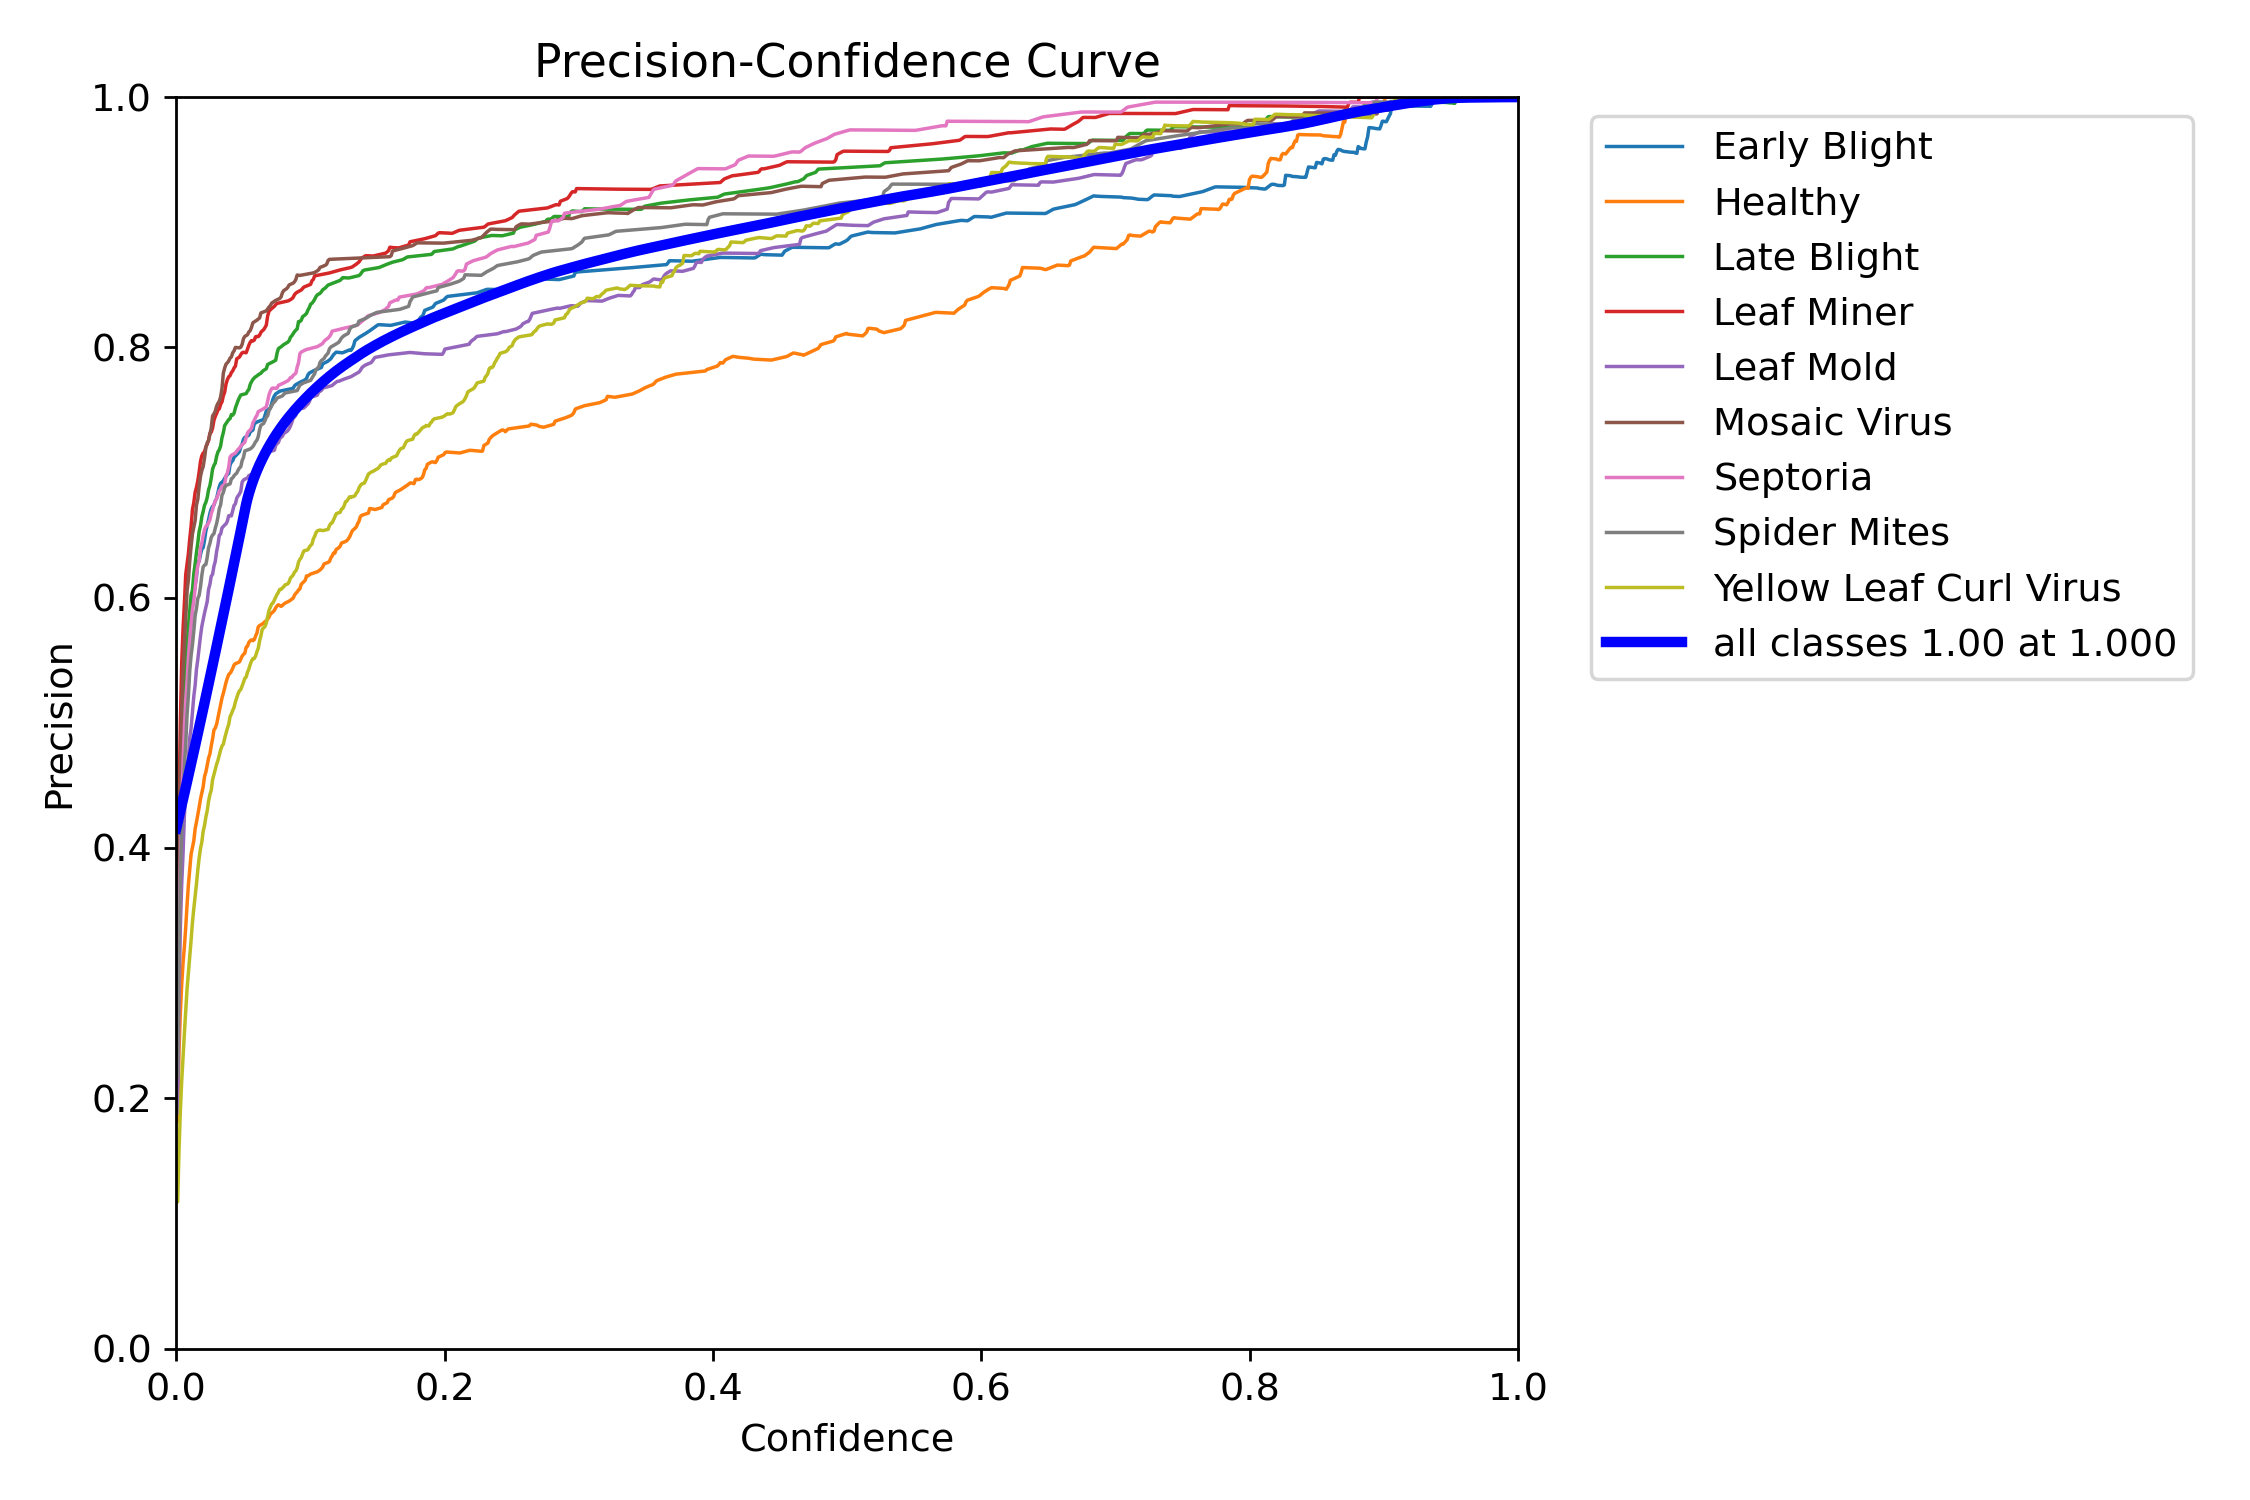 Precision-Confidence Curve
1.0
0.8
0.6
0.4
0.2
0.0
Precision
0.0 0.2 0.4 0.6 0.8 1.0
Confidence
Early Blight
Healthy
Late Blight
Leaf Miner
Leaf Mold
Mosaic Virus
Septoria
Spider Mites
Yellow Leaf Curl Virus
all classes 1.00 at 1.000